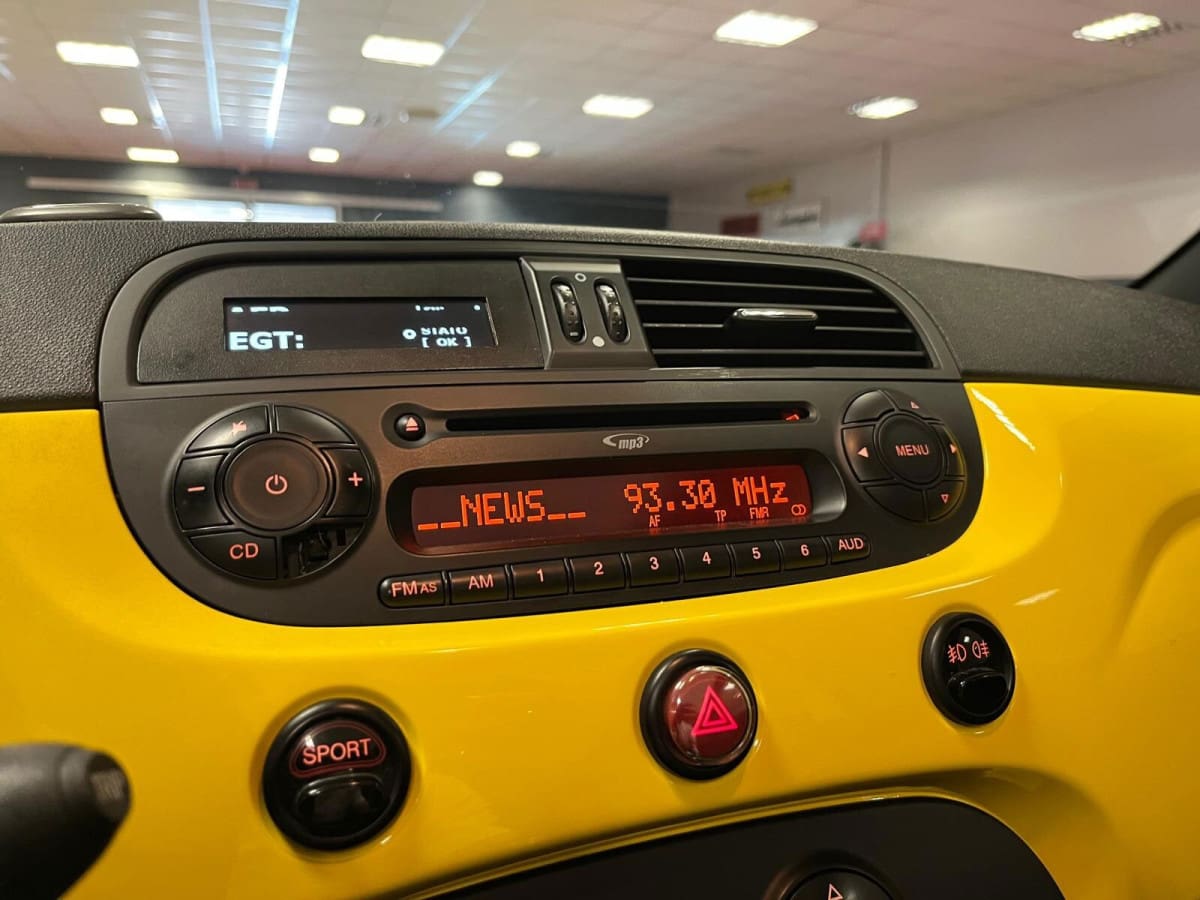 EGT:
STATO
[ OK ]
mp3
MENU
__NEWS__ 93.30 MHz
AF TP FMR
CD
FM AS AM 1 2 3 4 5 6 AUD
SPORT